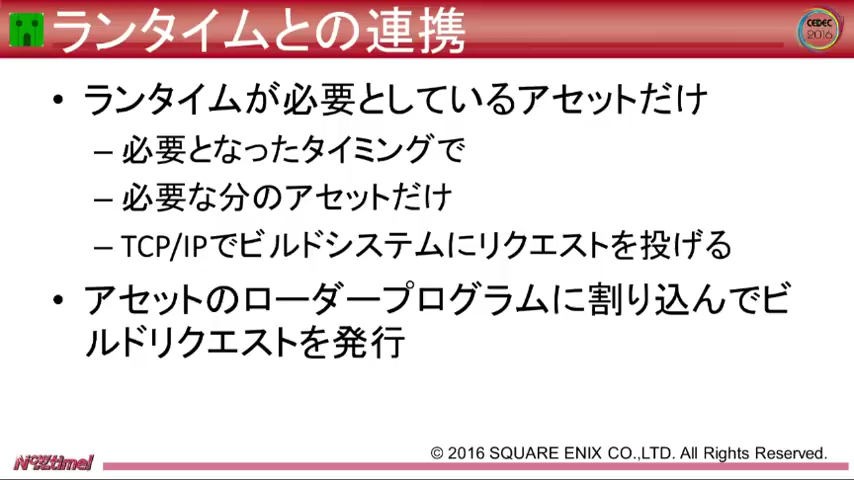 ランタイムとの連携
CEDEC
2016
• ランタイムが必要としているアセットだけ
– 必要となったタイミングで
– 必要な分のアセットだけ
– TCP/IPでビルドシステムにリクエストを投げる
• アセットのローダープログラムに割り込んでビ
ルドリクエストを発行
© 2016 SQUARE ENIX CO.,LTD. All Rights Reserved.